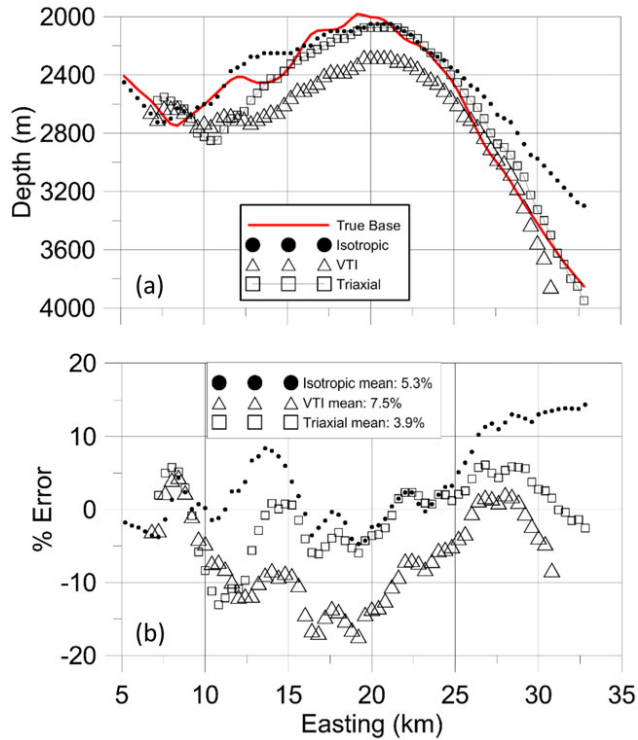 2000
2400
2800
3200
3600
4000
Depth (m)
True Base
Isotropic
VTI
Triaxial
(a)
20
10
0
-10
-20
% Error
Isotropic mean: 5.3%
VTI mean: 7.5%
Triaxial mean: 3.9%
(b)
5 10 15 20 25 30 35
Easting (km)